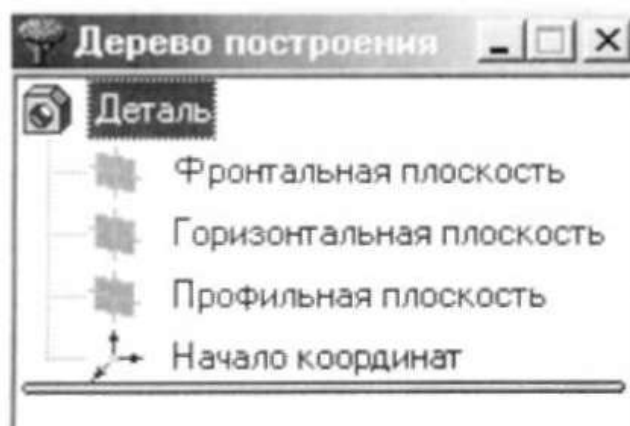 Дерево построения
Деталь
Фронтальная плоскость
Горизонтальная плоскость
Профильная плоскость
Начало координат